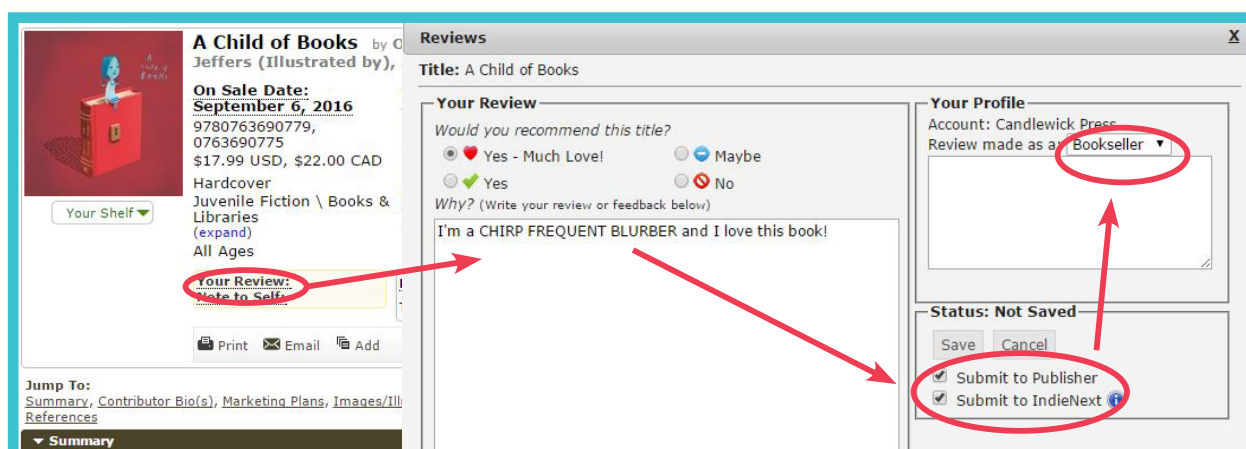 A Child of Books by O
Jeffers (Illustrated by),
On Sale Date:
September 6, 2016
9780763690779,
0763690775
$17.99 USD, $22.00 CAD
Hardcover
Juvenile Fiction \ Books &
Libraries
(expand)
All Ages
Your Shelf
Your Review:
Note to Self:
Print Email Add
Jump To:
Summary, Contributor Bio(s), Marketing Plans, Images/Ill
References
Summary
Reviews X
Title: A Child of Books
Your Review
Would you recommend this title?
Yes - Much Love! Maybe
Yes No
Why? (Write your review or feedback below)
I'm a CHIRP FREQUENT BLURBER and I love this book!
Your Profile
Account: Candlewick Press
Review made as a: Bookseller
Status: Not Saved
Save Cancel
Submit to Publisher
Submit to IndieNext